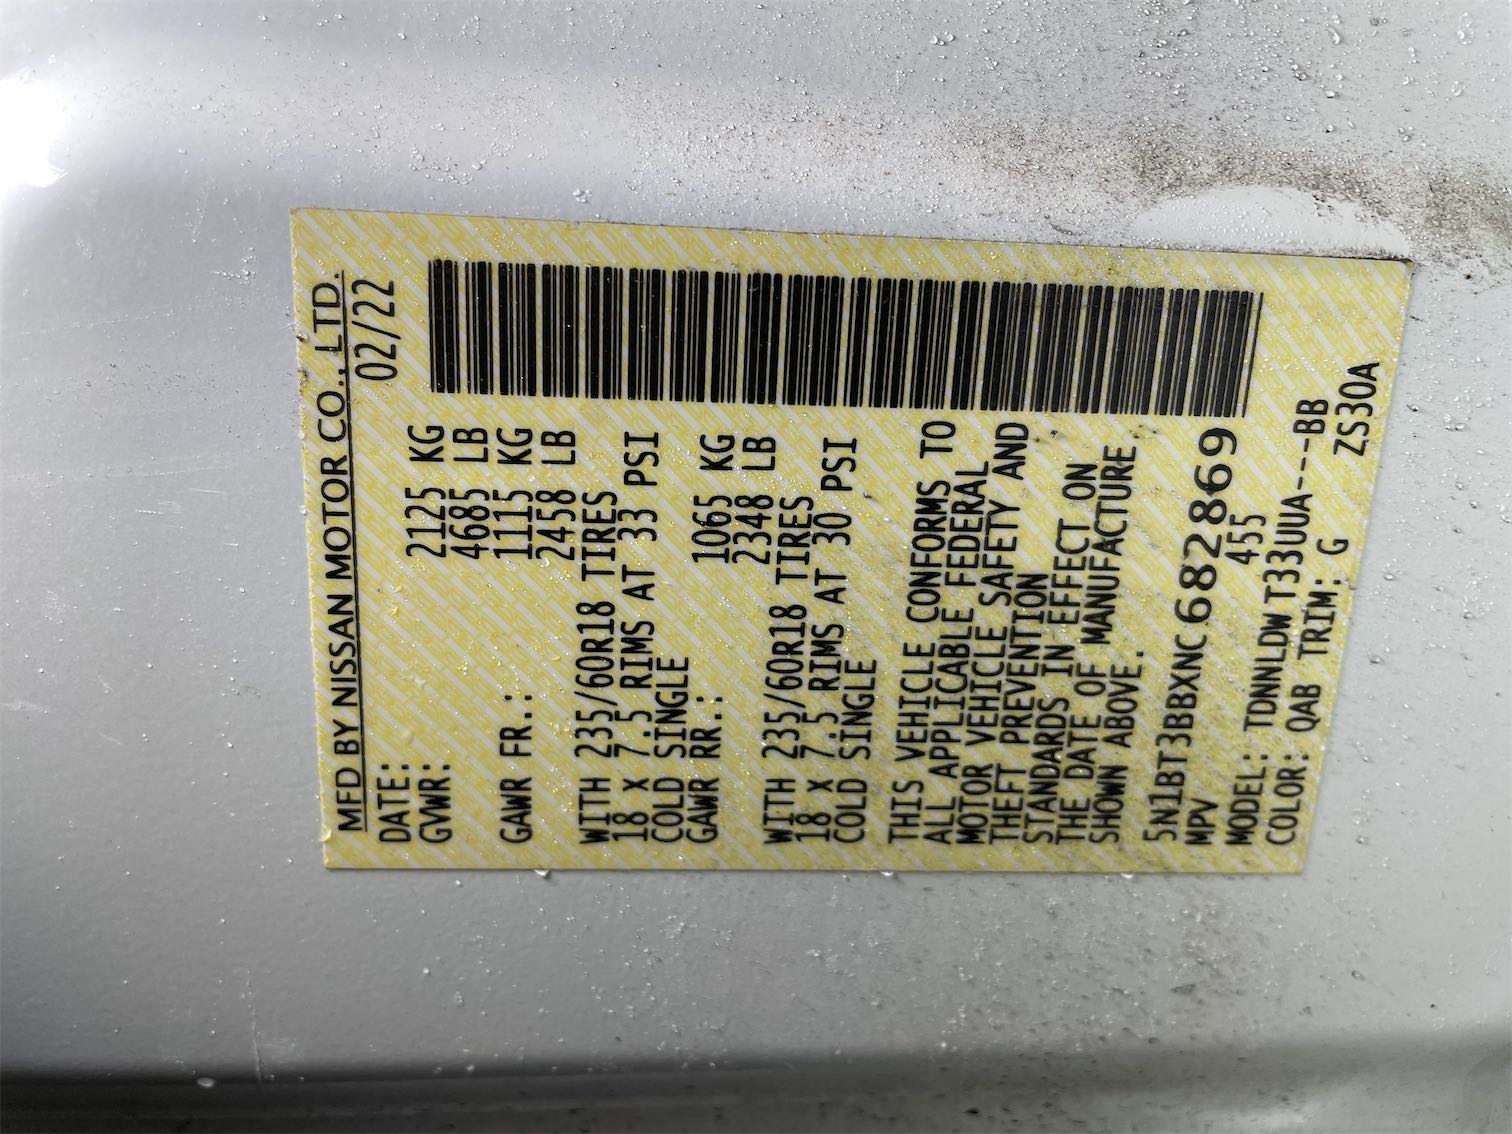 MFD BY NISSAN MOTOR CO., LTD.
DATE: 02/22
GVWR: 2125 KG
4685 LB
GAWR FR.: 1115 KG
2458 LB
WITH 235/60R18 TIRES
18 X 7.5 RIMS AT 33 PSI
COLD SINGLE
GAWR RR.: 1065 KG
2348 LB
WITH 235/60R18 TIRES
18 X 7.5 RIMS AT 30 PSI
COLD SINGLE
THIS VEHICLE CONFORMS TO
ALL APPLICABLE FEDERAL
MOTOR VEHICLE SAFETY AND
THEFT PREVENTION
STANDARDS IN EFFECT ON
THE DATE OF MANUFACTURE
SHOWN ABOVE.
5N1BT3BBXNC682869
MPV 455
MODEL: TDNNLDW T33UUA---BB
COLOR: QAB TRIM: G ZS30A